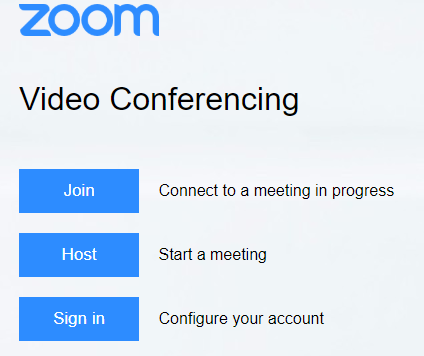 zoom
Video Conferencing
Join Connect to a meeting in progress
Host Start a meeting
Sign in Configure your account